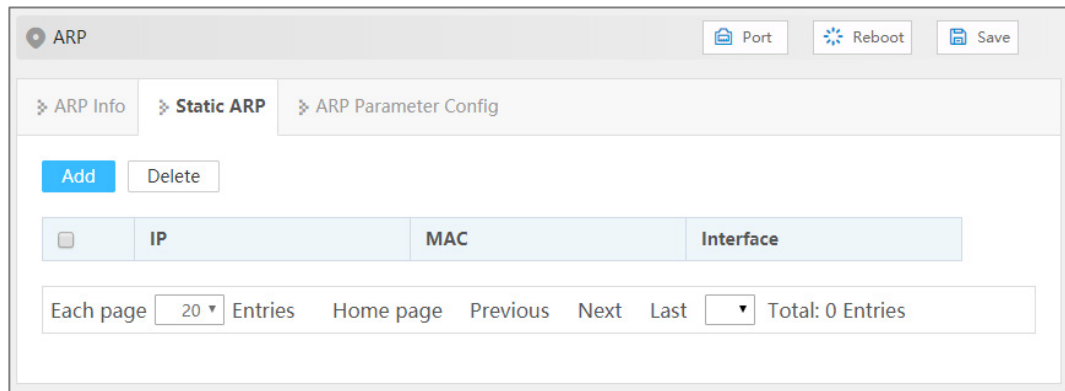 ARP Port Reboot Save
ARP Info Static ARP ARP Parameter Config
Add Delete
IP MAC Interface
Each page 20 Entries Home page Previous Next Last Total: 0 Entries